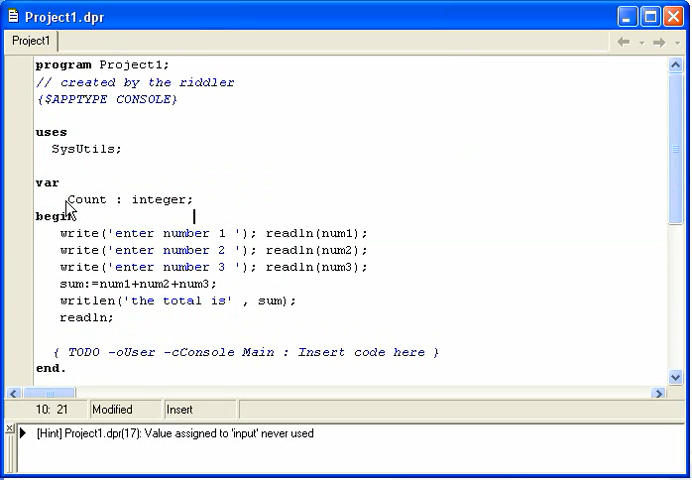 Project1.dpr
Project1
program Project1;
// created by the riddler
{$APPTYPE CONSOLE}
uses
SysUtils;
var
Count : integer;
begin
write('enter number 1 '); readln(num1);
write('enter number 2 '); readln(num2);
write('enter number 3 '); readln(num3);
sum:=num1+num2+num3;
writlen('the total is' , sum);
readln;
{ TODO -oUser -cConsole Main : Insert code here }
end.
10: 21 Modified Insert
[Hint] Project1.dpr(17): Value assigned to 'input' never used